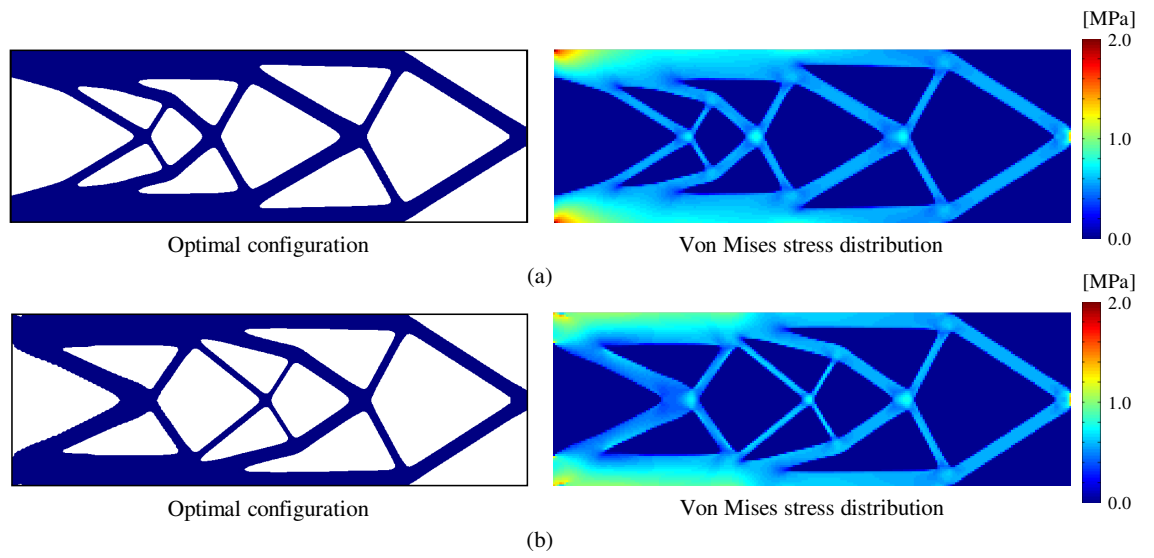 [MPa]
2.0
1.0
0.0
Optimal configuration
Von Mises stress distribution
(a)
[MPa]
2.0
1.0
0.0
Optimal configuration
Von Mises stress distribution
(b)